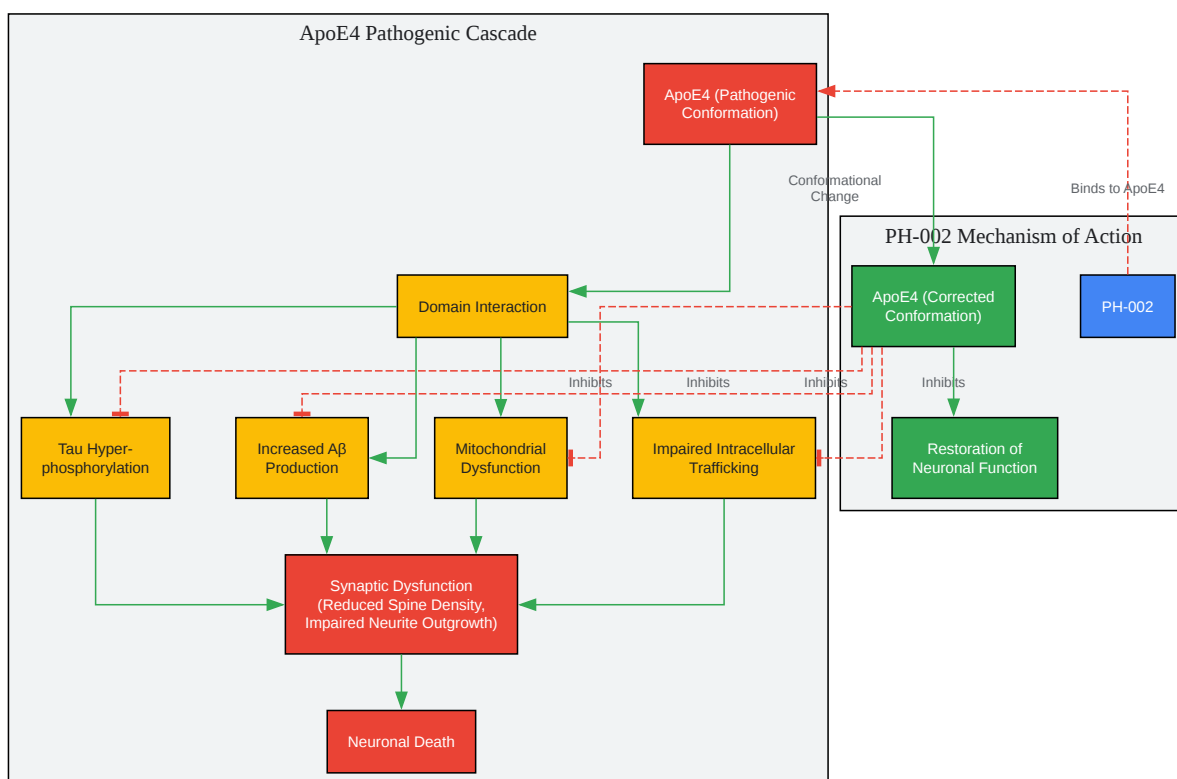 ApoE4 Pathogenic Cascade
ApoE4 (Pathogenic
Conformation)
Conformational
Change
Binds to ApoE4
PH-002 Mechanism of Action
Domain Interaction
ApoE4 (Corrected
Conformation)
PH-002
Inhibits
Inhibits
Inhibits
Inhibits
Tau Hyper-
phosphorylation
Increased Aβ
Production
Mitochondrial
Dysfunction
Impaired Intracellular
Trafficking
Restoration of
Neuronal Function
Synaptic Dysfunction
(Reduced Spine Density,
Impaired Neurite Outgrowth)
Neuronal Death